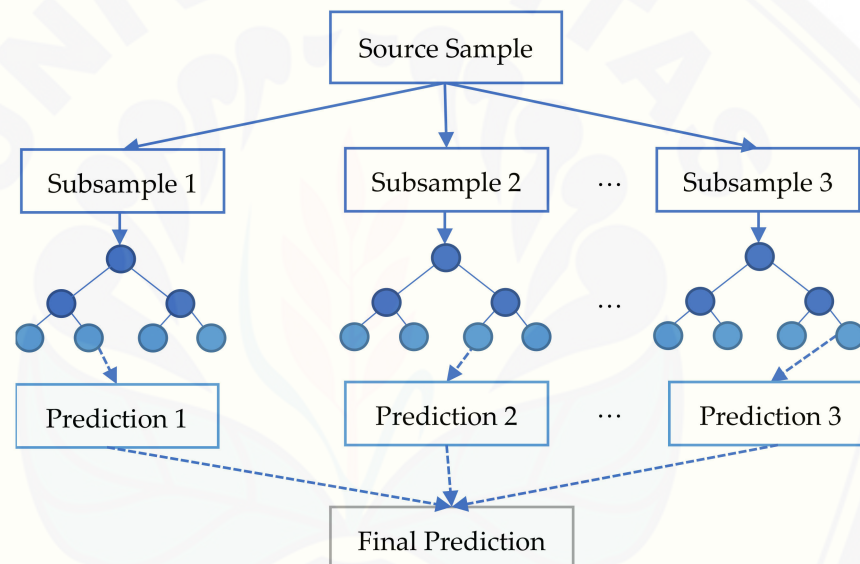 Source Sample
Subsample 1
Subsample 2
...
Subsample 3
...
Prediction 1
Prediction 2
...
Prediction 3
Final Prediction